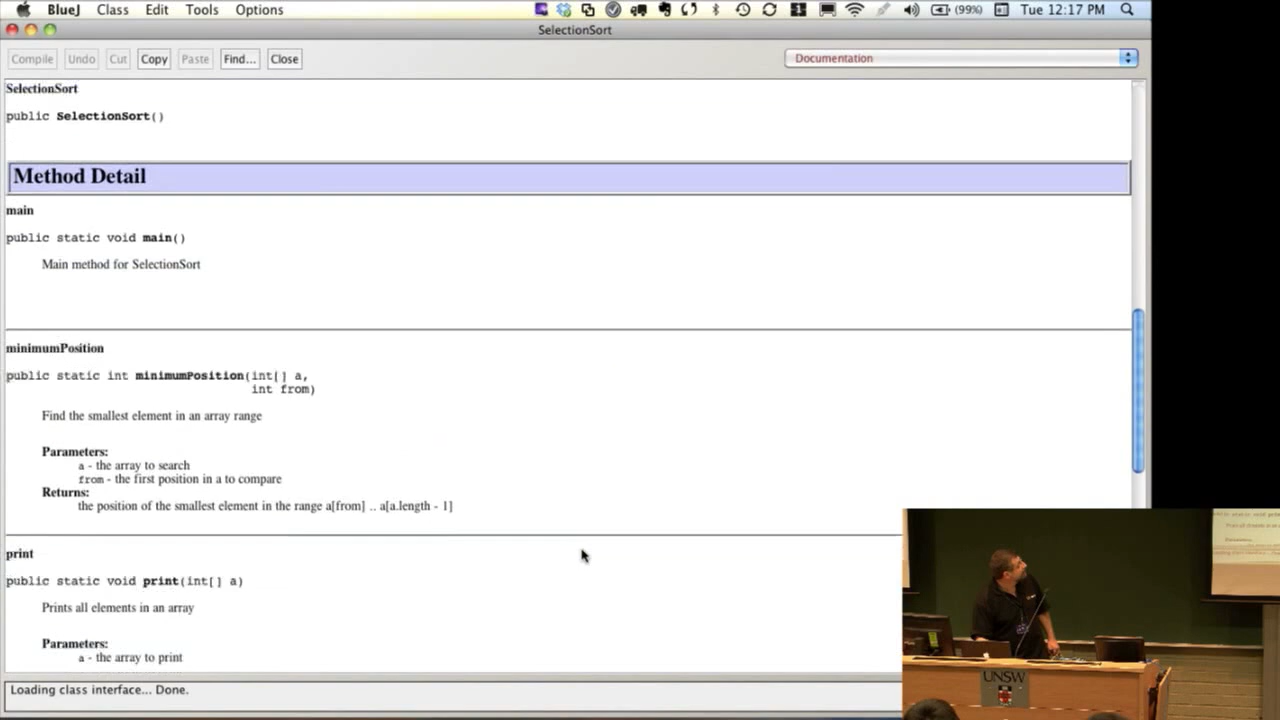 BlueJ Class Edit Tools Options (99%) Tue 12:17 PM
SelectionSort
Compile Undo Cut Copy Paste Find... Close Documentation
SelectionSort
public SelectionSort()
Method Detail
main
public static void main()
Main method for SelectionSort
minimumPosition
public static int minimumPosition(int[] a,
int from)
Find the smallest element in an array range
Parameters:
a - the array to search
from - the first position in a to compare
Returns:
the position of the smallest element in the range a[from] .. a[a.length - 1]
print
public static void print(int[] a)
Prints all elements in an array
Parameters:
a - the array to print
Loading class interface... Done.
UNSW